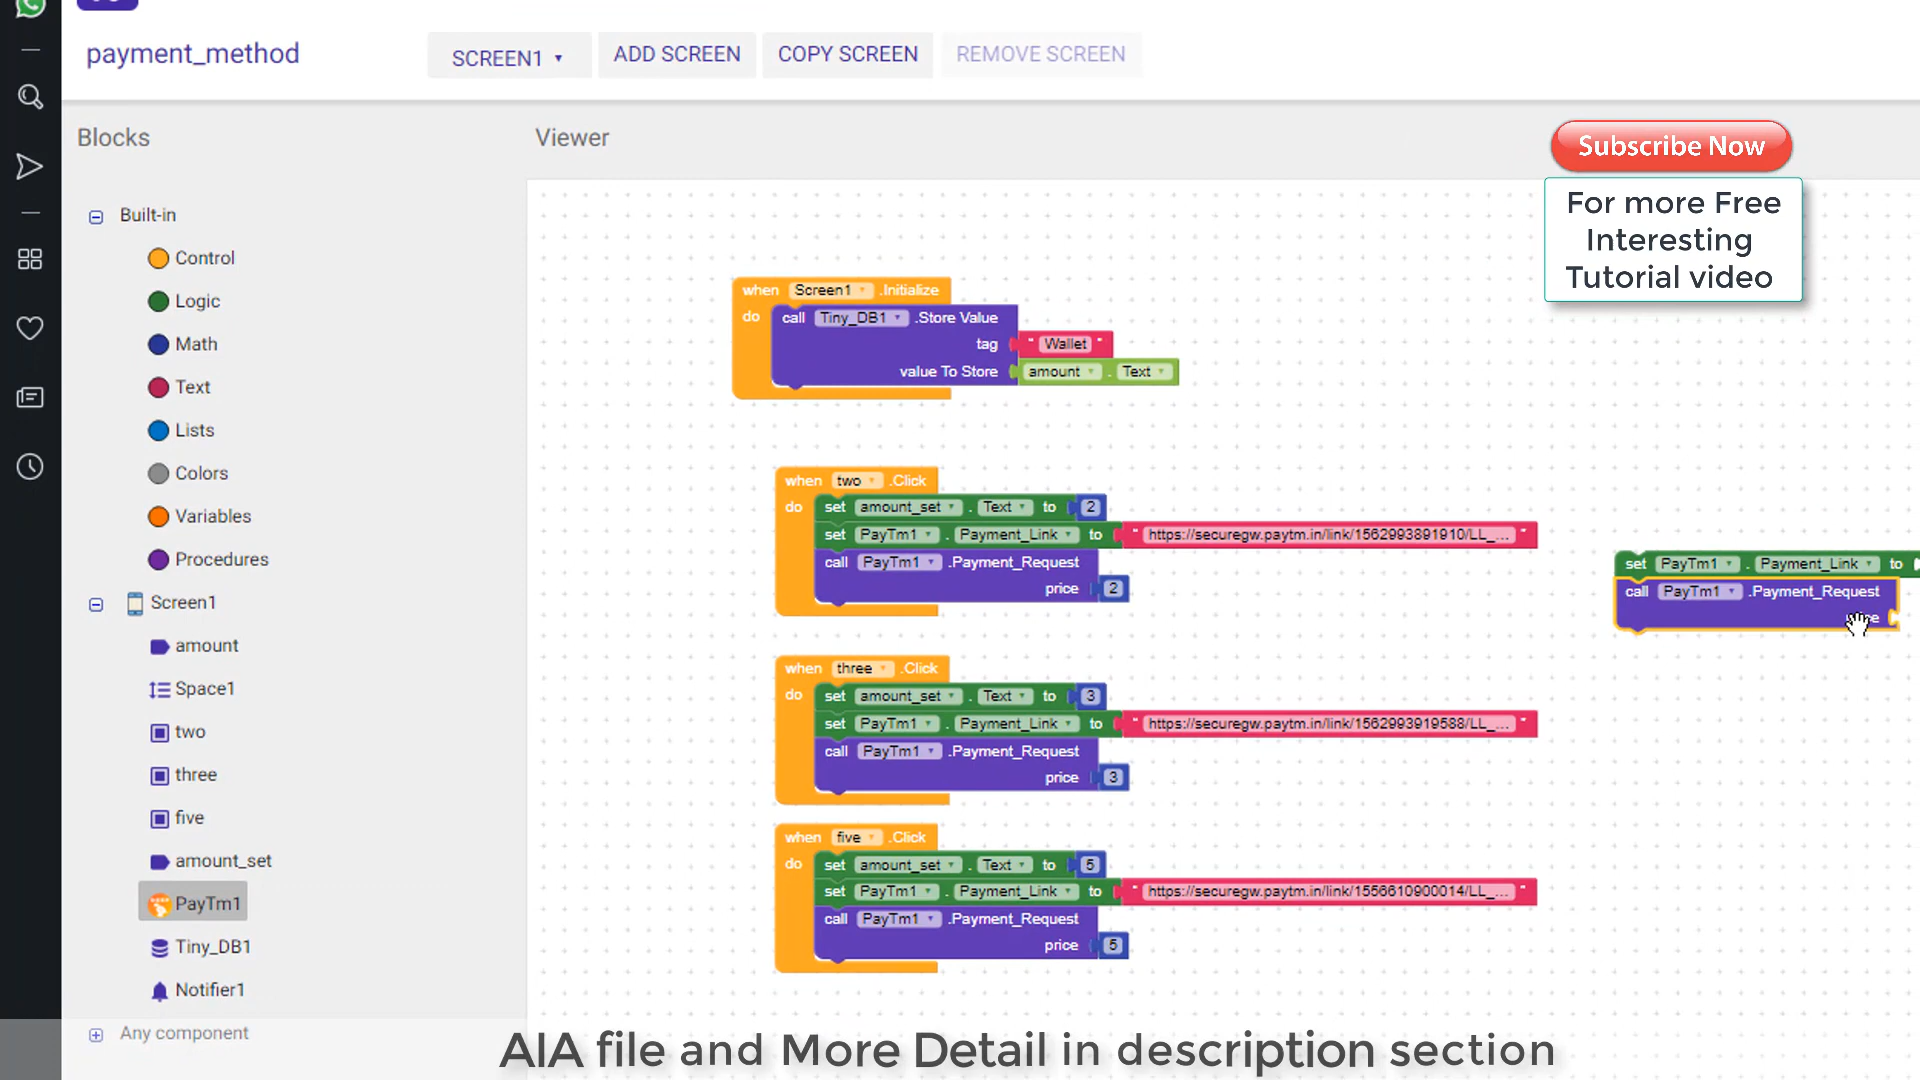 payment_method
SCREEN1 ▾
ADD SCREEN
COPY SCREEN
REMOVE SCREEN
Blocks
Viewer
Subscribe Now
For more Free
Interesting
Tutorial video
Built-in
Control
Logic
Math
Text
Lists
Colors
Variables
Procedures
Screen1
amount
Space1
two
three
five
amount_set
PayTm1
Tiny_DB1
Notifier1
Any component
when Screen1 .Initialize
do call Tiny_DB1 .Store Value
tag " Wallet "
value To Store amount . Text
when two .Click
do set amount_set . Text to 2
set PayTm1 . Payment_Link to " https://securegw.paytm.in/link/1562993891910/LL_... "
call PayTm1 .Payment_Request
price 2
when three .Click
do set amount_set . Text to 3
set PayTm1 . Payment_Link to " https://securegw.paytm.in/link/1562993919588/LL_... "
call PayTm1 .Payment_Request
price 3
when five .Click
do set amount_set . Text to 5
set PayTm1 . Payment_Link to " https://securegw.paytm.in/link/1556610900014/LL_... "
call PayTm1 .Payment_Request
price 5
set PayTm1 . Payment_Link to
call PayTm1 .Payment_Request
AIA file and More Detail in description section